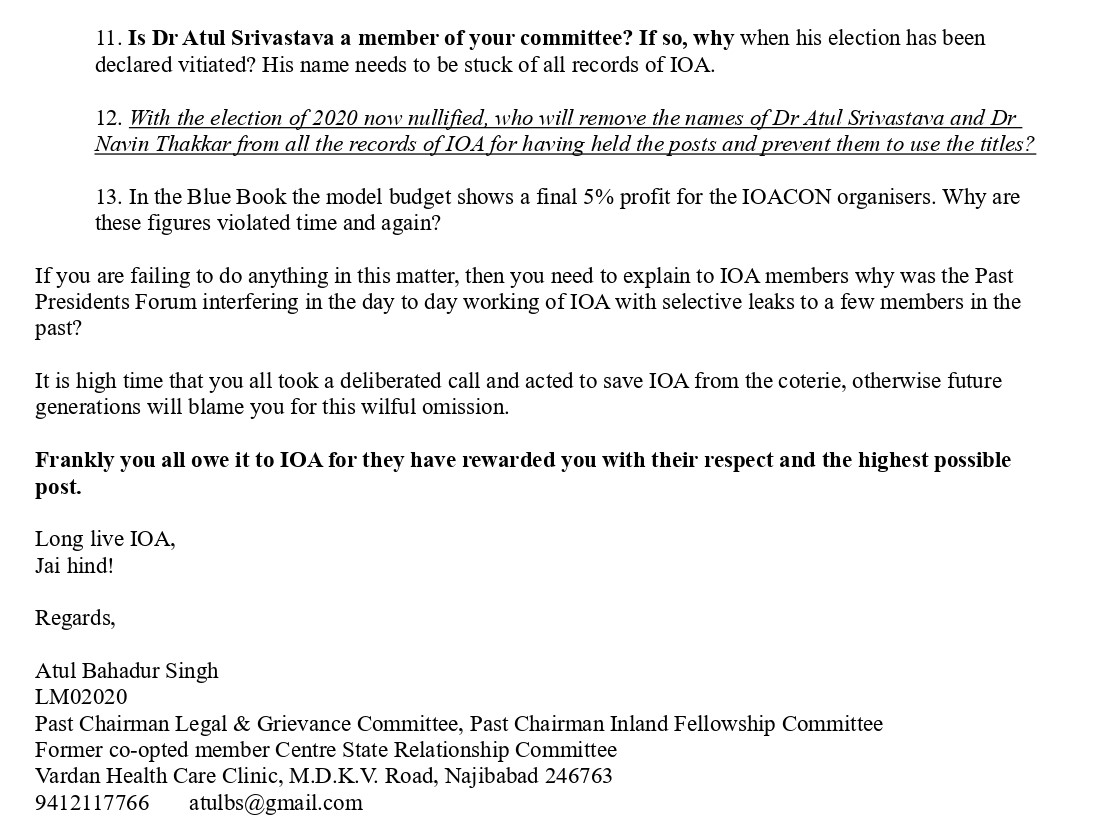 11. Is Dr Atul Srivastava a member of your committee? If so, why when his election has been
declared vitiated? His name needs to be stuck of all records of IOA.
12. With the election of 2020 now nullified, who will remove the names of Dr Atul Srivastava and Dr
Navin Thakkar from all the records of IOA for having held the posts and prevent them to use the titles?
13. In the Blue Book the model budget shows a final 5% profit for the IOACON organisers. Why are
these figures violated time and again?
If you are failing to do anything in this matter, then you need to explain to IOA members why was the Past
Presidents Forum interfering in the day to day working of IOA with selective leaks to a few members in the
past?
It is high time that you all took a deliberated call and acted to save IOA from the coterie, otherwise future
generations will blame you for this wilful omission.
Frankly you all owe it to IOA for they have rewarded you with their respect and the highest possible
post.
Long live IOA,
Jai hind!
Regards,
Atul Bahadur Singh
LM02020
Past Chairman Legal & Grievance Committee, Past Chairman Inland Fellowship Committee
Former co-opted member Centre State Relationship Committee
Vardan Health Care Clinic, M.D.K.V. Road, Najibabad 246763
9412117766 atulbs@gmail.com